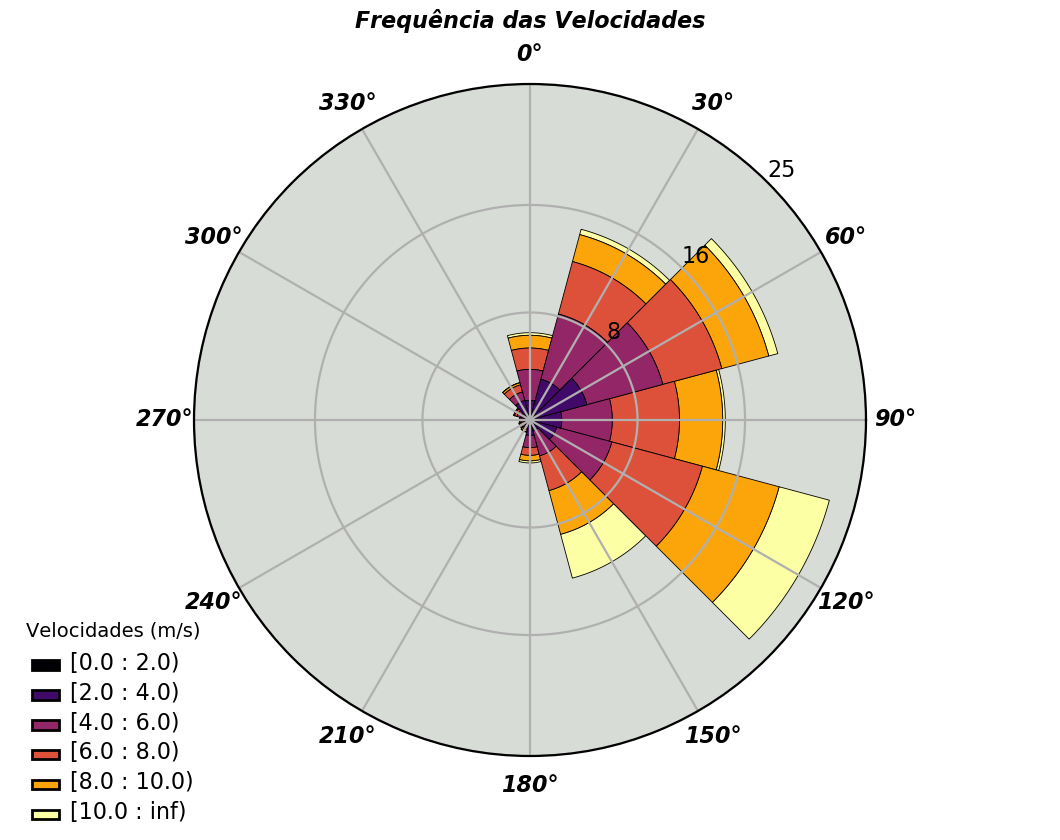 Frequência das Velocidades
0°
330°
30°
25
300°
60°
16
8
270°
90°
240°
120°
210°
150°
180°
Velocidades (m/s)
[0.0 : 2.0)
[2.0 : 4.0)
[4.0 : 6.0)
[6.0 : 8.0)
[8.0 : 10.0)
[10.0 : inf)